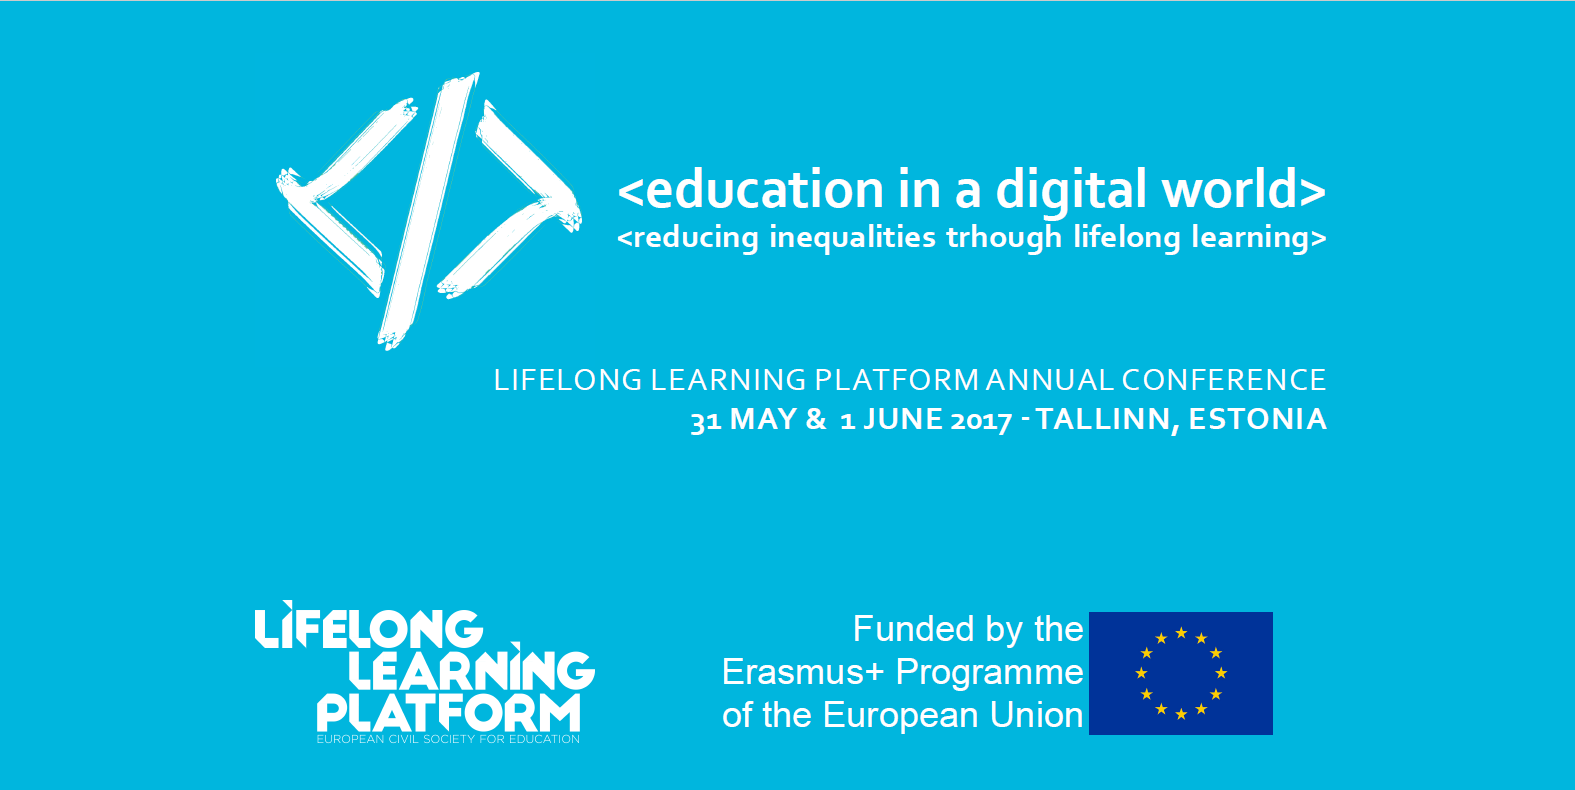 <education in a digital world>
<reducing inequalities trhough lifelong learning>
LIFELONG LEARNING PLATFORM ANNUAL CONFERENCE
31 MAY & 1 JUNE 2017 - TALLINN, ESTONIA
LIFELONG
LEARNING
PLATFORM
EUROPEAN CIVIL SOCIETY FOR EDUCATION
Funded by the
Erasmus+ Programme
of the European Union